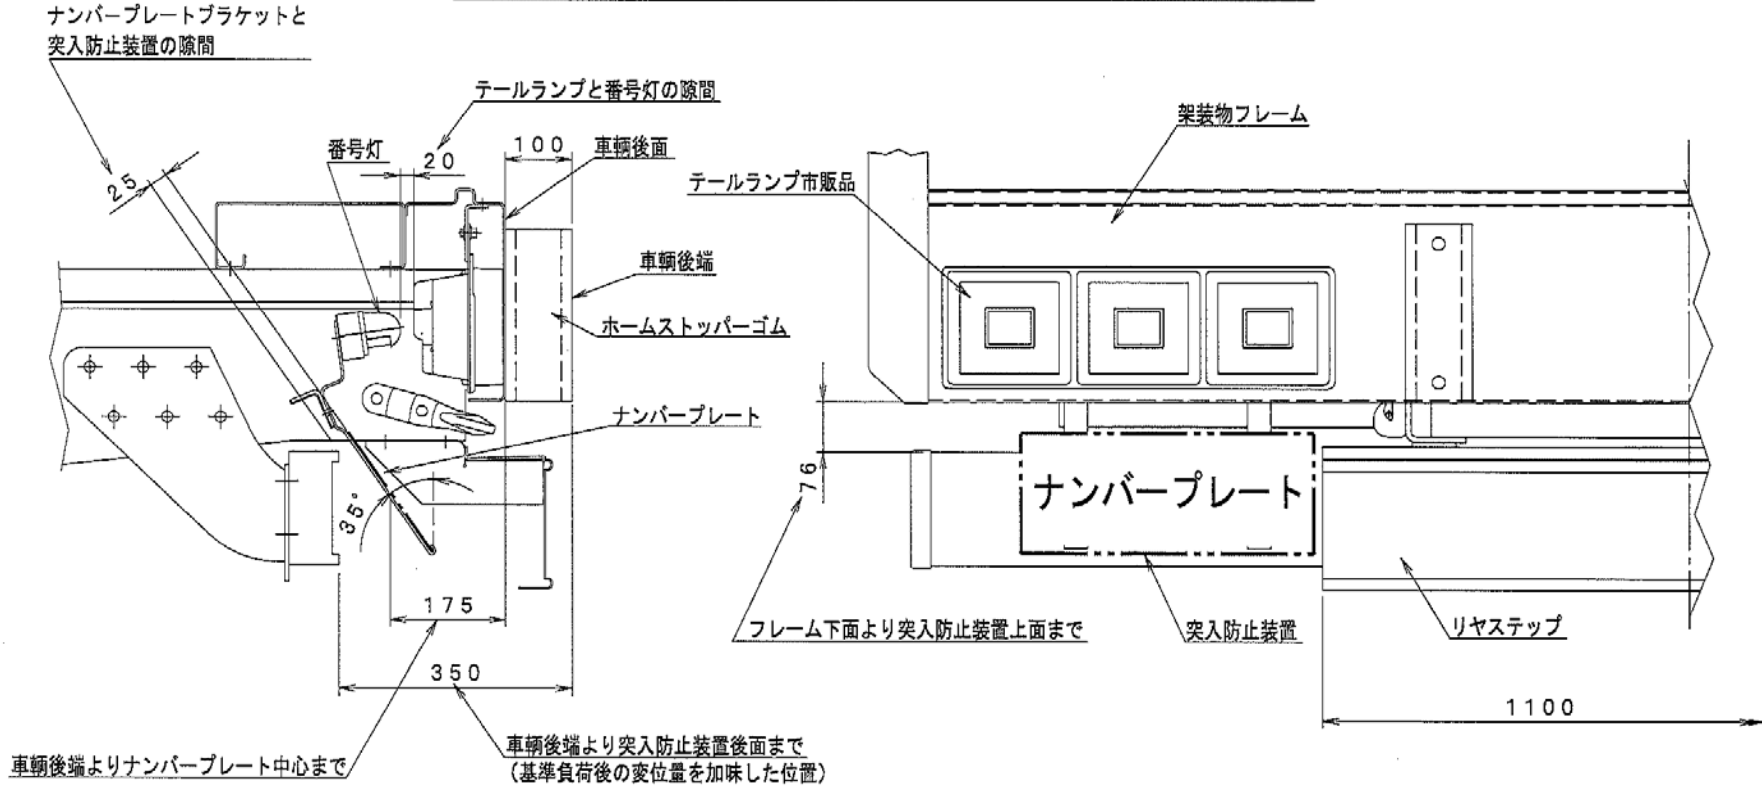 ナンバープレートブラケットと
突入防止装置の隙間
テールランプと番号灯の隙間
番号灯
20
100
車輌後面
25
車輌後端
ホームストッパーゴム
ナンバープレート
35°
175
350
車輌後端よりナンバープレート中心まで
車輌後端より突入防止装置後面まで
(基準負荷後の変位量を加味した位置)
架装物フレーム
テールランプ市販品
76
ナンバープレート
フレーム下面より突入防止装置上面まで
突入防止装置
リヤステップ
1100